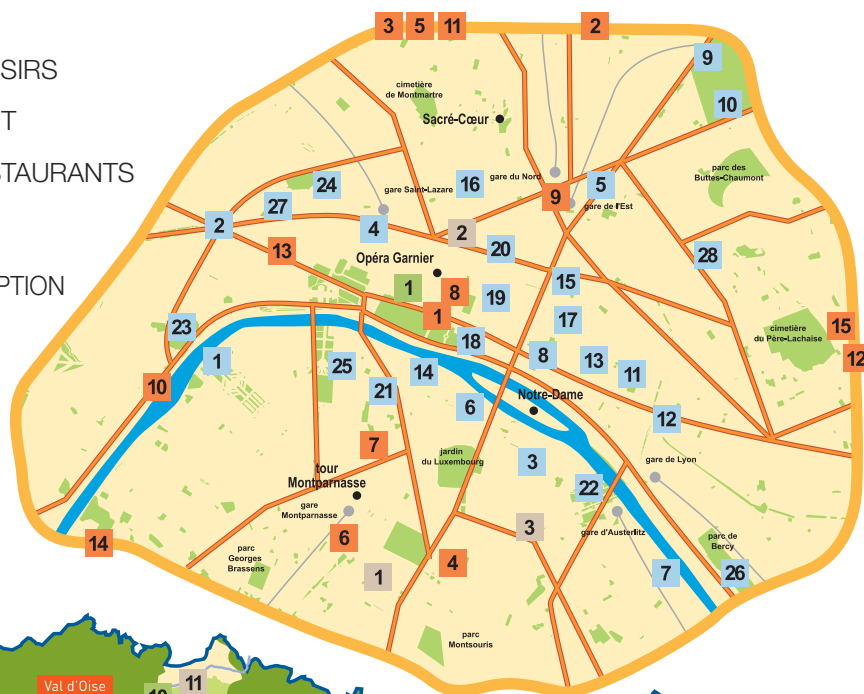 3 5 11 2
SIRS
9
T
cimetière
de Montmartre
10
Sacré-Cœur
STAURANTS
parc des
Buttes-Chaumont
gare du Nord
24 gare Saint-Lazare 16 9 5
gare de l'Est
27
2 4 2
13 20 28
Opéra Garnier
PTION
1 8 19 15
1 17
23 18
cimetière
du Père-Lachaise
15
12
1 25 14 8 13 11
10 21 6
Notre-Dame
12
7
jardin
du Luxembourg
3
gare de Lyon
tour
Montparnasse
22
gare
Montparnasse
3
gare d'Austerlitz
14 6
parc de
Bercy
parc
Georges
Brassens
4
1 7 26
parc
Montsouris
Val d'Oise
11
10